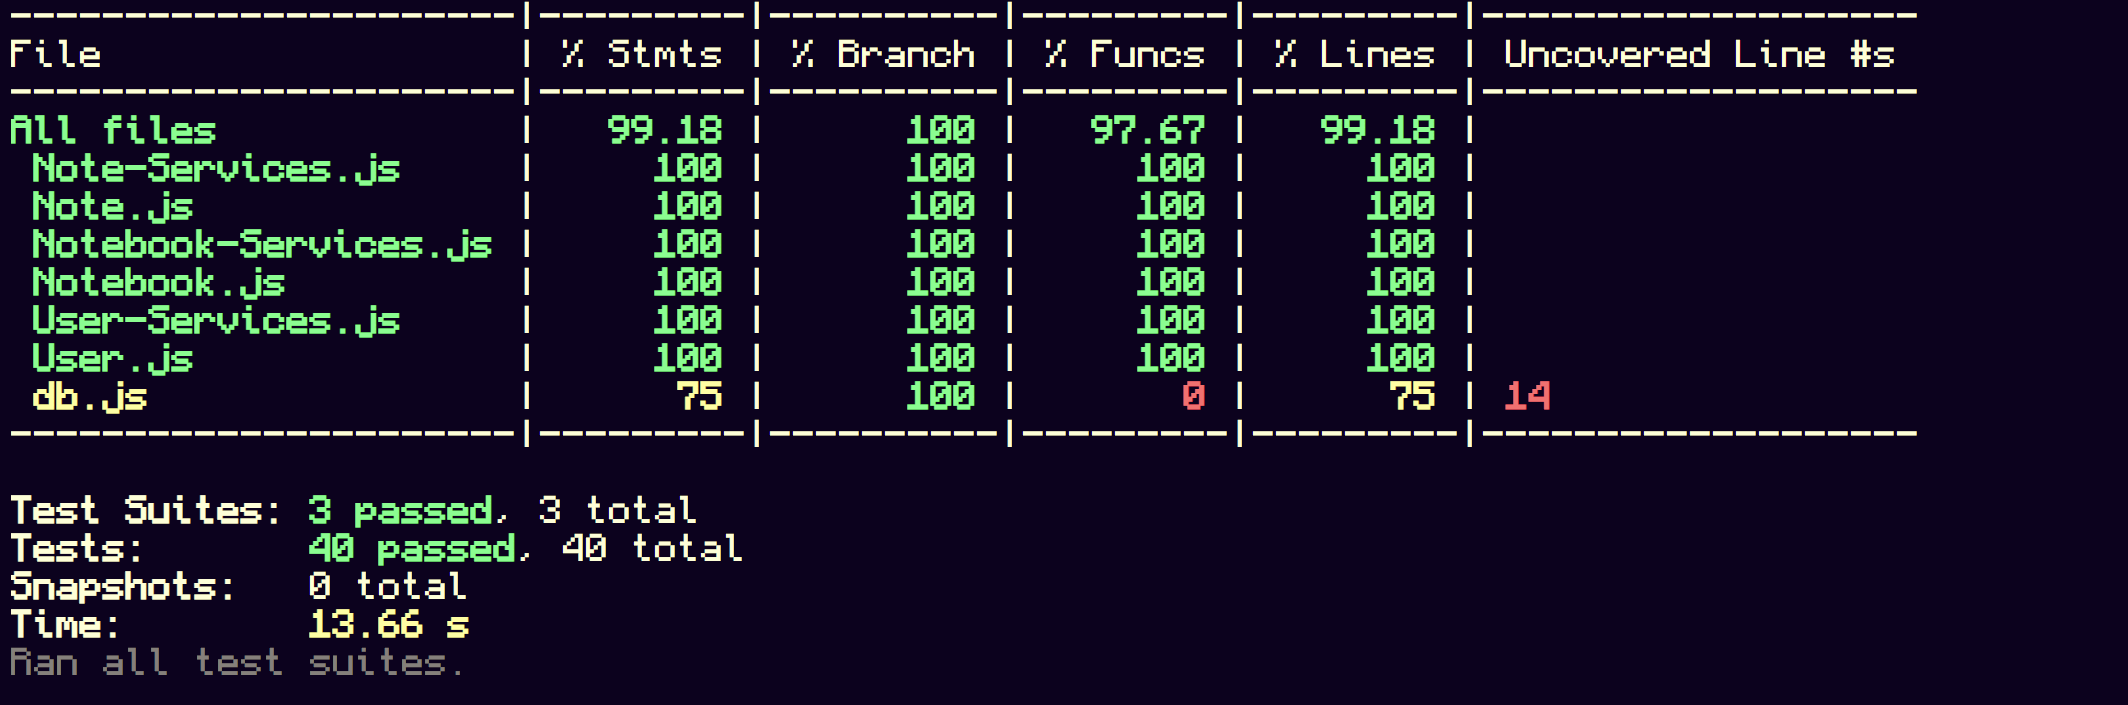 ----------------------|---------|----------|---------|---------|-------------------
File                  | % Stmts | % Branch | % Funcs | % Lines | Uncovered Line #s
----------------------|---------|----------|---------|---------|-------------------
All files             |   99.18 |      100 |   97.67 |   99.18 |
 Note-Services.js     |     100 |      100 |     100 |     100 |
 Note.js              |     100 |      100 |     100 |     100 |
 Notebook-Services.js |     100 |      100 |     100 |     100 |
 Notebook.js          |     100 |      100 |     100 |     100 |
 User-Services.js     |     100 |      100 |     100 |     100 |
 User.js              |     100 |      100 |     100 |     100 |
 db.js                |      75 |      100 |       0 |      75 | 14
----------------------|---------|----------|---------|---------|-------------------
Test Suites: 3 passed, 3 total
Tests:       40 passed, 40 total
Snapshots:   0 total
Time:        13.66 s
Ran all test suites.